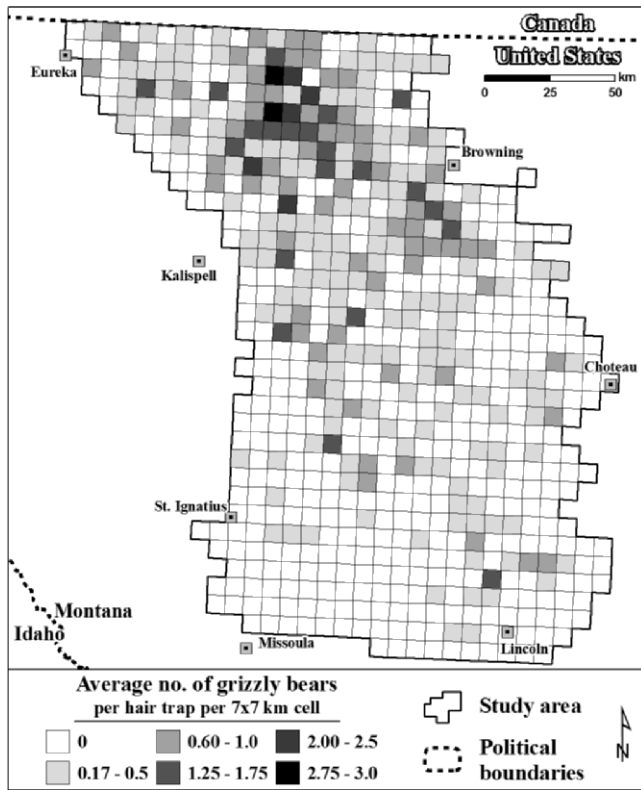 Canada
United States
km
0 25 50
Eureka
Browning
Kalispell
Choteau
St. Ignatius
Montana
Idaho
Missoula
Lincoln
Average no. of grizzly bears
per hair trap per 7x7 km cell
0
0.60 - 1.0
2.00 - 2.5
0.17 - 0.5
1.25 - 1.75
2.75 - 3.0
Study area
Political
boundaries
N